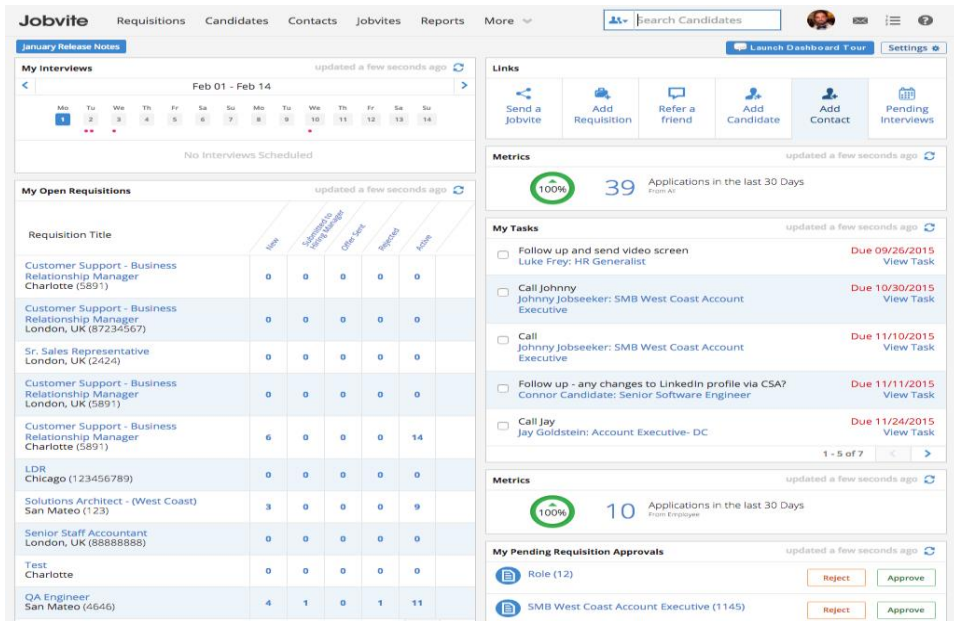 Jobvite Requisitions Candidates Contacts Jobvites Reports More Search Candidates
January Release Notes Launch Dashboard Tour Settings
My Interviews updated a few seconds ago
Feb 01 - Feb 14
Mo Tu We Th Fr Sa Su Mo Tu We Th Fr Sa Su
1 2 3 4 5 6 7 8 9 10 11 12 13 14
No Interviews Scheduled
My Open Requisitions updated a few seconds ago
Requisition Title New Submitted to Hiring Manager Offer Sent Rejected Active
Customer Support - Business
Relationship Manager
Charlotte (5891)
0 0 0 0 0
Customer Support - Business
Relationship Manager
London, UK (87234567)
0 0 0 0 0
Sr. Sales Representative
London, UK (2424)
0 0 0 0 0
Customer Support - Business
Relationship Manager
London, UK (5891)
0 0 0 0 0
Customer Support - Business
Relationship Manager
Charlotte (5891)
6 0 0 0 14
LDR
Chicago (123456789)
0 0 0 0 0
Solutions Architect - (West Coast)
San Mateo (123)
3 0 0 0 9
Senior Staff Accountant
London, UK (88888888)
0 0 0 0 0
Test
Charlotte
0 0 0 0 0
QA Engineer
San Mateo (4646)
4 1 0 1 11
Links
Send a Jobvite
Add Requisition
Refer a friend
Add Candidate
Add Contact
Pending Interviews
Metrics updated a few seconds ago
100% 39 Applications in the last 30 Days
From All
My Tasks updated a few seconds ago
Follow up and send video screen Due 09/26/2015
Luke Frey: HR Generalist View Task
Call Johnny Due 10/30/2015
Johnny Jobseeker: SMB West Coast Account View Task
Executive
Call Due 11/10/2015
Johnny Jobseeker: SMB West Coast Account View Task
Executive
Follow up - any changes to LinkedIn profile via CSA? Due 11/11/2015
Connor Candidate: Senior Software Engineer View Task
Call Jay Due 11/24/2015
Jay Goldstein: Account Executive- DC View Task
1 - 5 of 7
Metrics updated a few seconds ago
100% 10 Applications in the last 30 Days
From Employee
My Pending Requisition Approvals updated a few seconds ago
Role (12) Reject Approve
SMB West Coast Account Executive (1145) Reject Approve